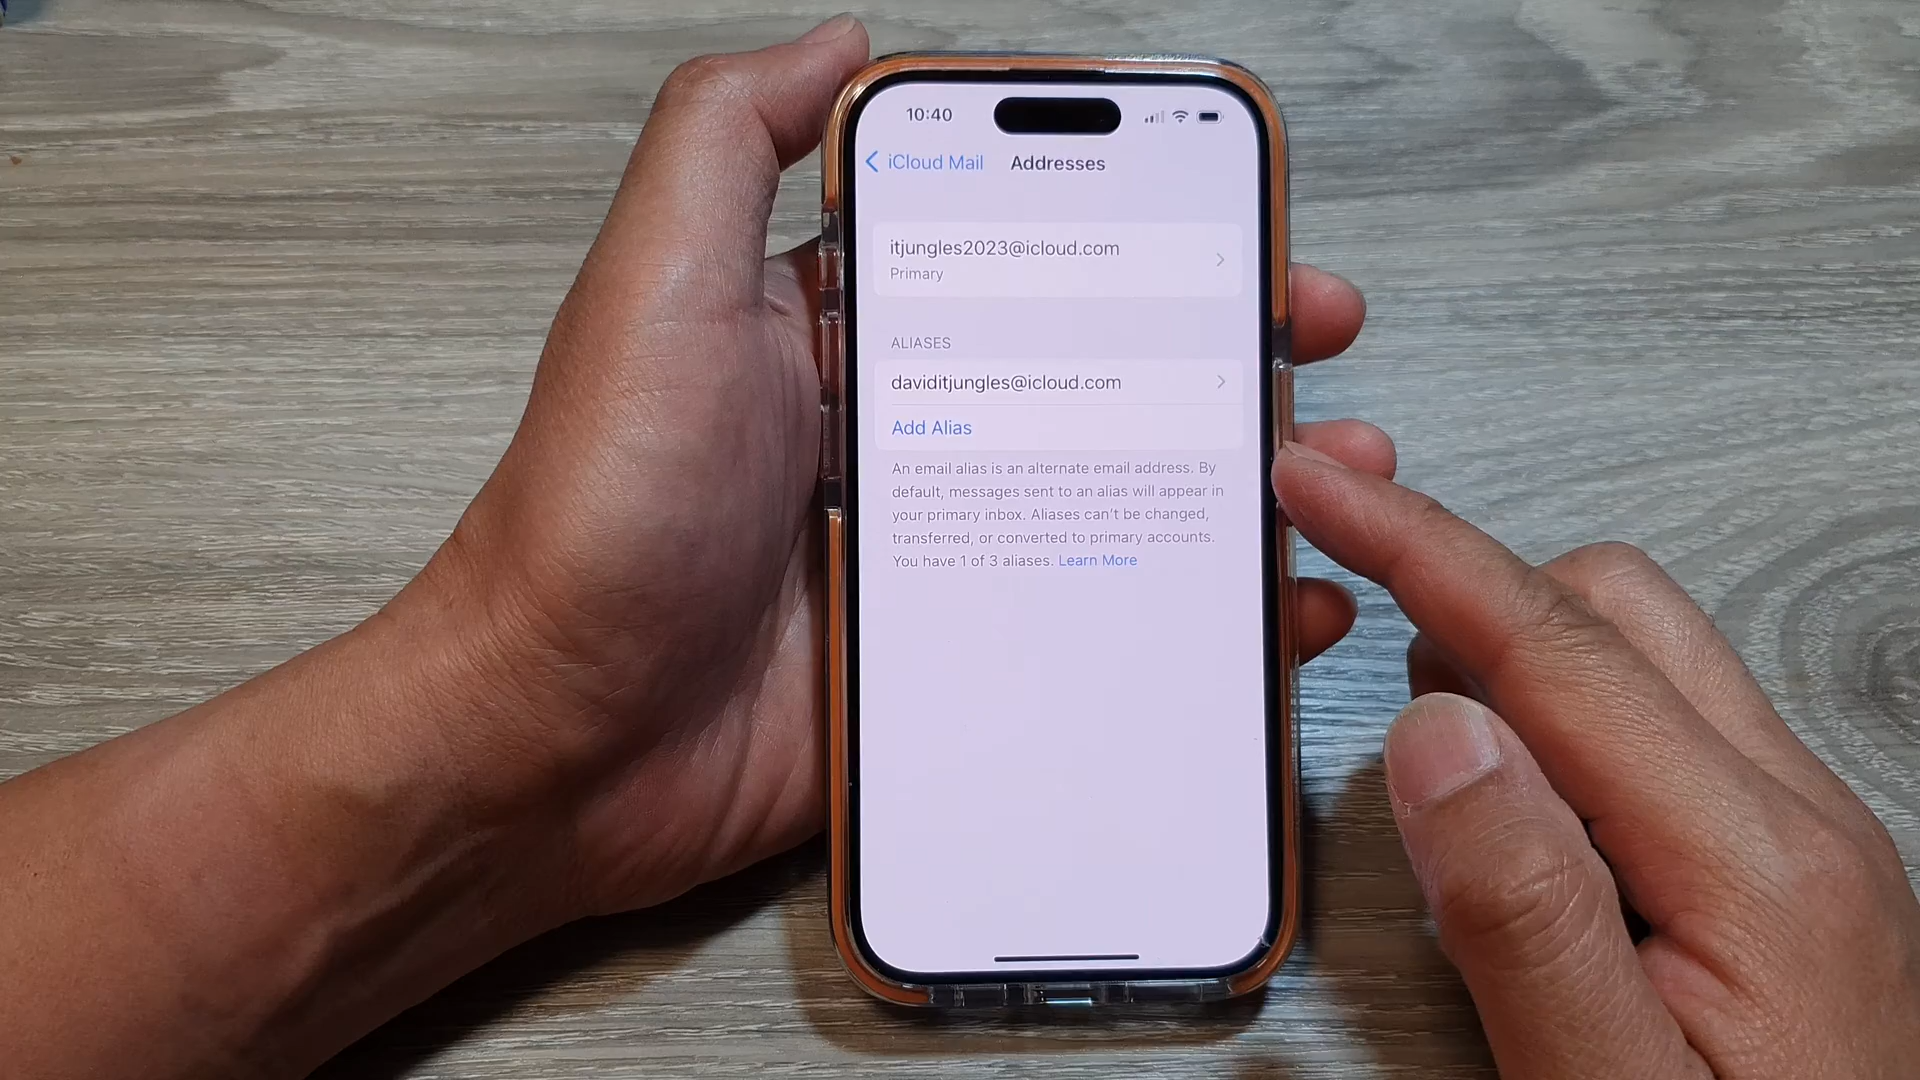 10:40
iCloud Mail Addresses
itjungles2023@icloud.com
Primary
ALIASES
daviditjungles@icloud.com
Add Alias
An email alias is an alternate email address. By
default, messages sent to an alias will appear in
your primary inbox. Aliases can't be changed,
transferred, or converted to primary accounts.
You have 1 of 3 aliases. Learn More